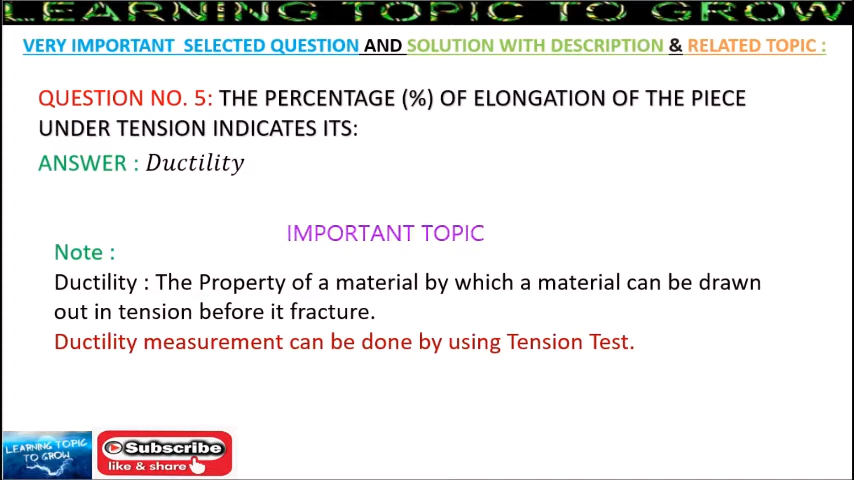 LEARNING TOPIC TO GROW
VERY IMPORTANT SELECTED QUESTION AND SOLUTION WITH DESCRIPTION & RELATED TOPIC :
QUESTION NO. 5: THE PERCENTAGE (%) OF ELONGATION OF THE PIECE
UNDER TENSION INDICATES ITS:
ANSWER : Ductility
IMPORTANT TOPIC
Note :
Ductility : The Property of a material by which a material can be drawn
out in tension before it fracture.
Ductility measurement can be done by using Tension Test.
LEARNING TOPIC
TO GROW
Subscribe
like & share